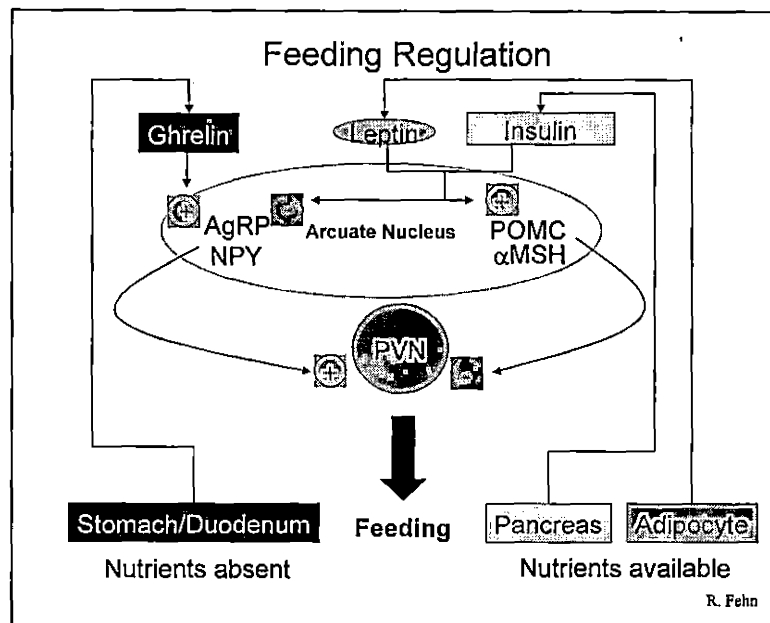 Feeding Regulation
Ghrelin
Leptin
Insulin
+
+
AgRP
NPY
Arcuate Nucleus
POMC
αMSH
PVN
+
-
Stomach/Duodenum
Feeding
Pancreas
Adipocyte
Nutrients absent
Nutrients available
R. Fehn